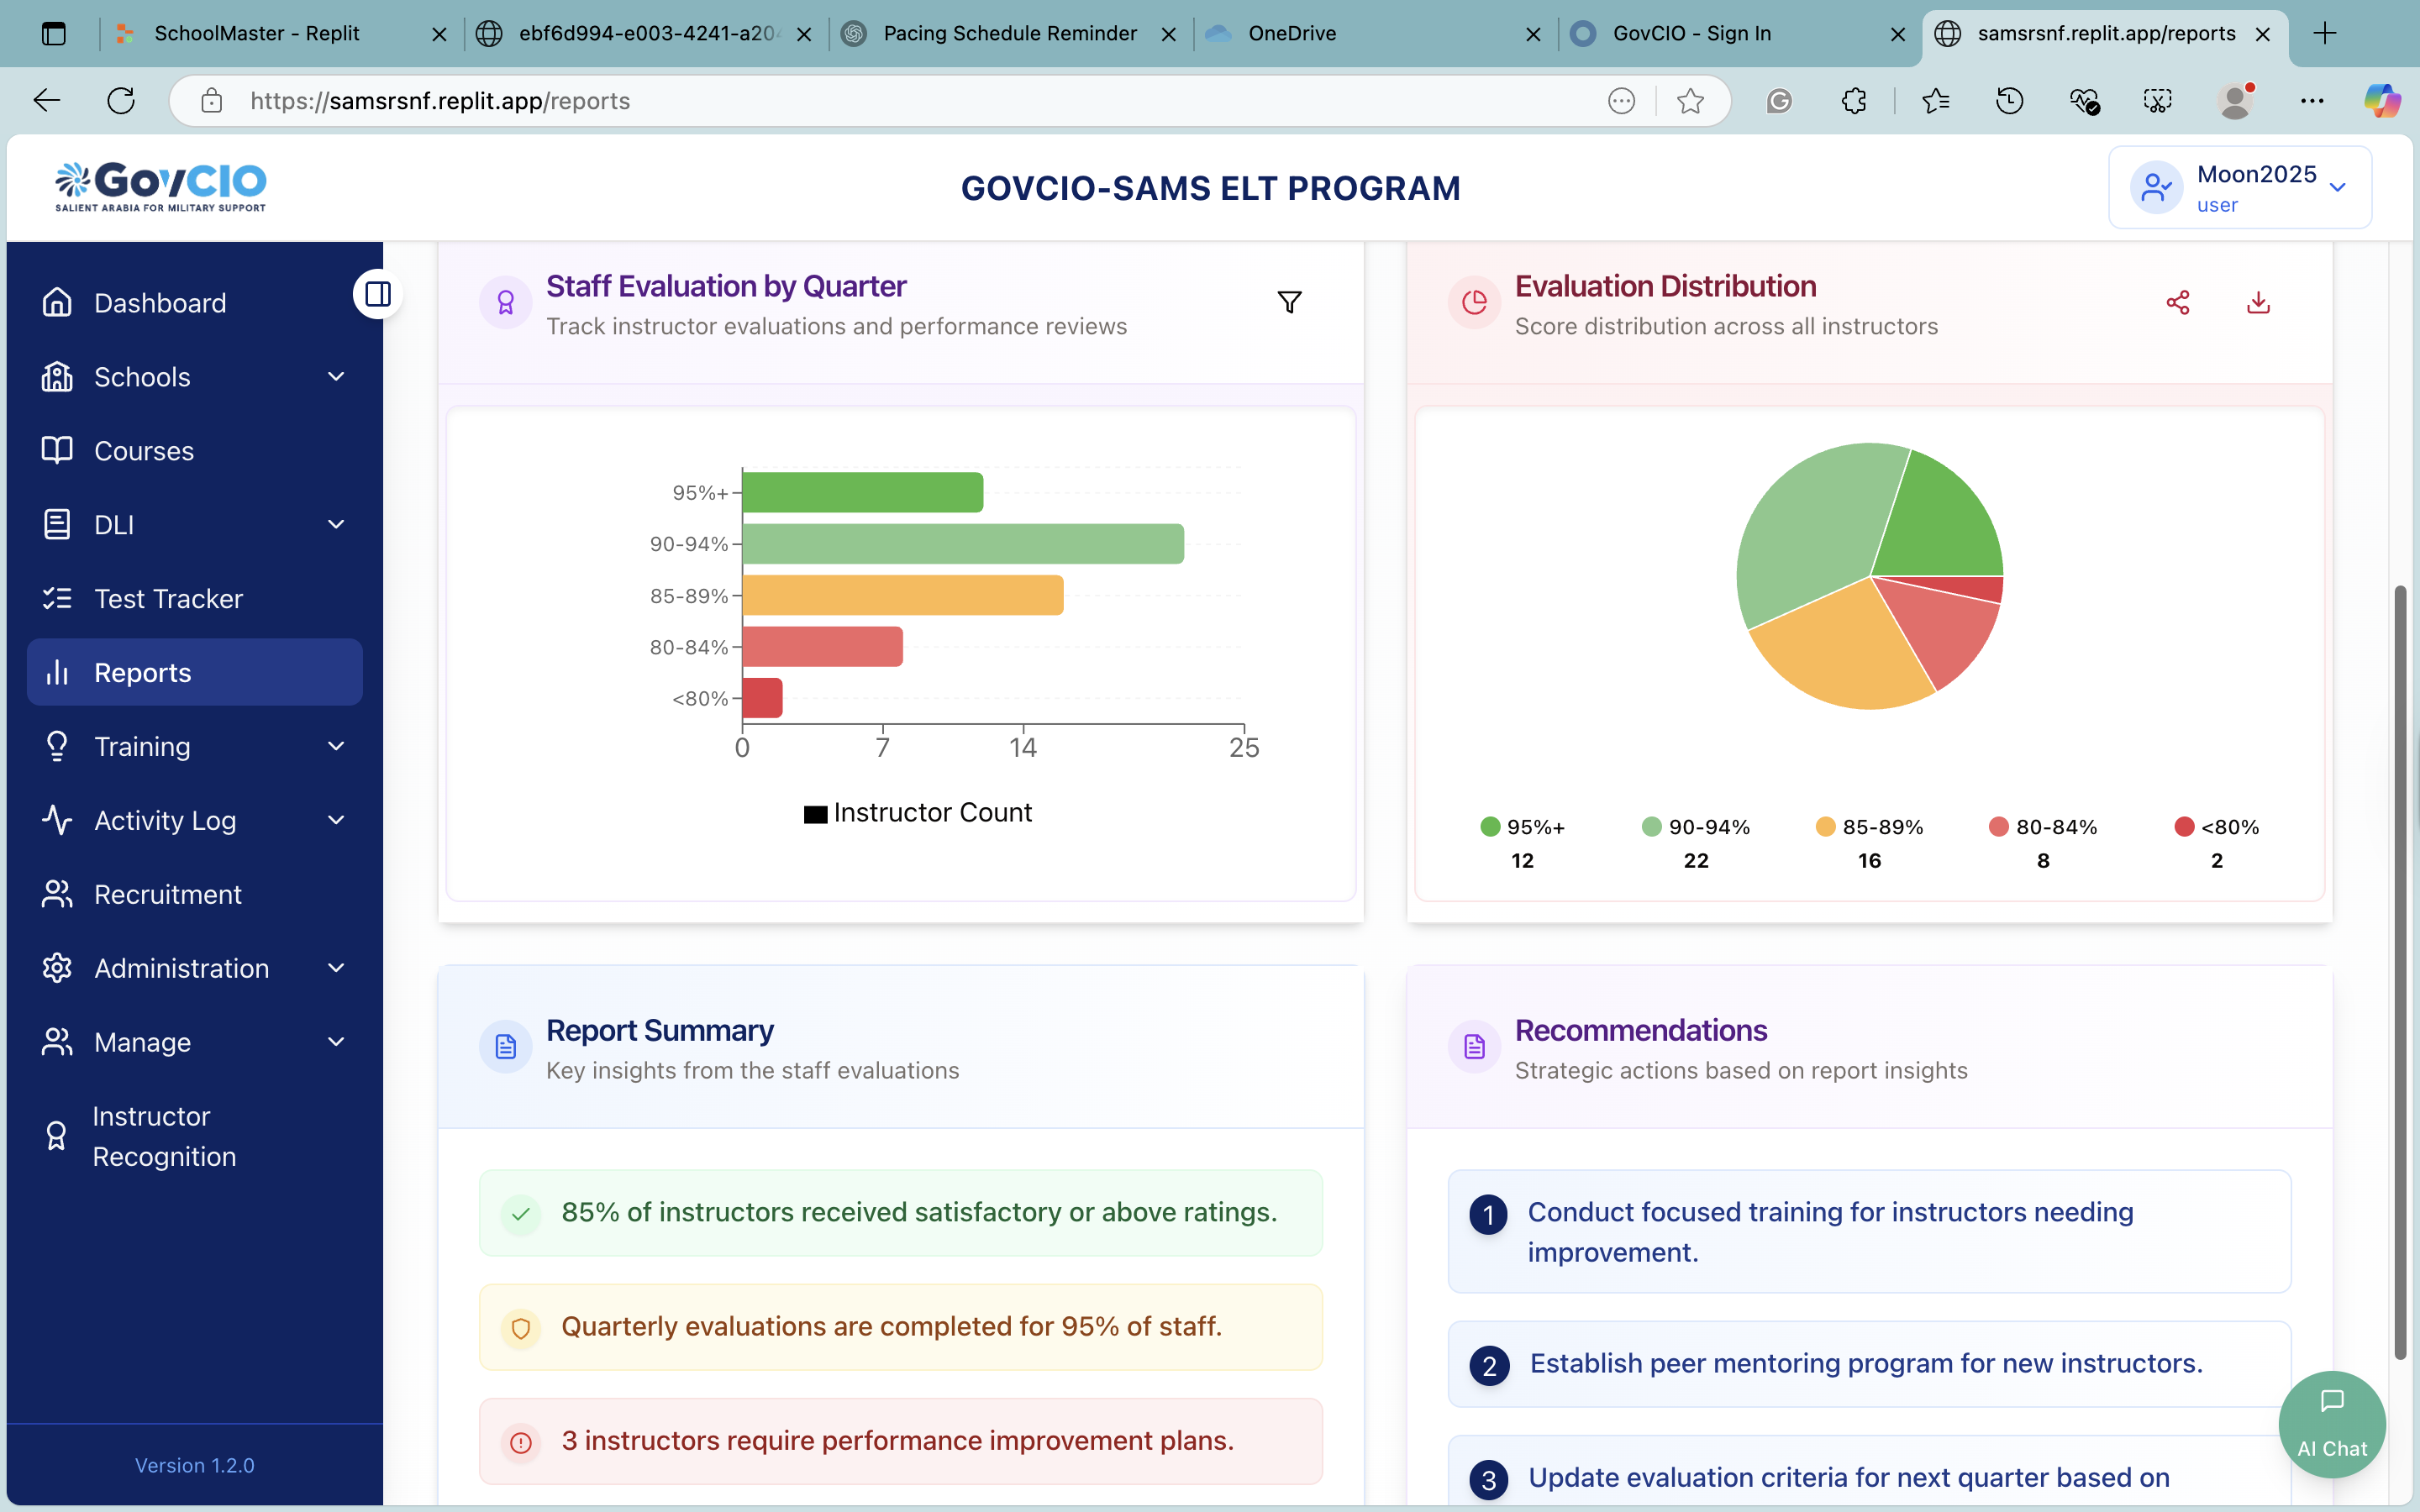 SchoolMaster - Replit
ebf6d994-e003-4241-a204
Pacing Schedule Reminder
OneDrive
GovCIO - Sign In
samsrsnf.replit.app/reports
https://samsrsnf.replit.app/reports
GovCIO
SALIENT ARABIA FOR MILITARY SUPPORT
GOVCIO-SAMS ELT PROGRAM
Moon2025
user
Dashboard
Schools
Courses
DLI
Test Tracker
Reports
Training
Activity Log
Recruitment
Administration
Manage
Instructor
Recognition
Version 1.2.0
Staff Evaluation by Quarter
Track instructor evaluations and performance reviews
95%+
90-94%
85-89%
80-84%
<80%
0 7 14 25
Instructor Count
Evaluation Distribution
Score distribution across all instructors
95%+ 90-94% 85-89% 80-84% <80%
12 22 16 8 2
Report Summary
Key insights from the staff evaluations
85% of instructors received satisfactory or above ratings.
Quarterly evaluations are completed for 95% of staff.
3 instructors require performance improvement plans.
Recommendations
Strategic actions based on report insights
1 Conduct focused training for instructors needing
improvement.
2 Establish peer mentoring program for new instructors.
3 Update evaluation criteria for next quarter based on
AI Chat